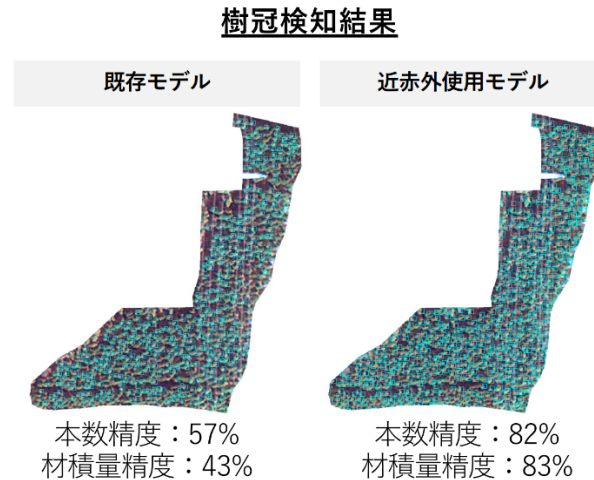 樹冠検知結果
既存モデル
近赤外使用モデル
本数精度：57%
材積量精度：43%
本数精度：82%
材積量精度：83%